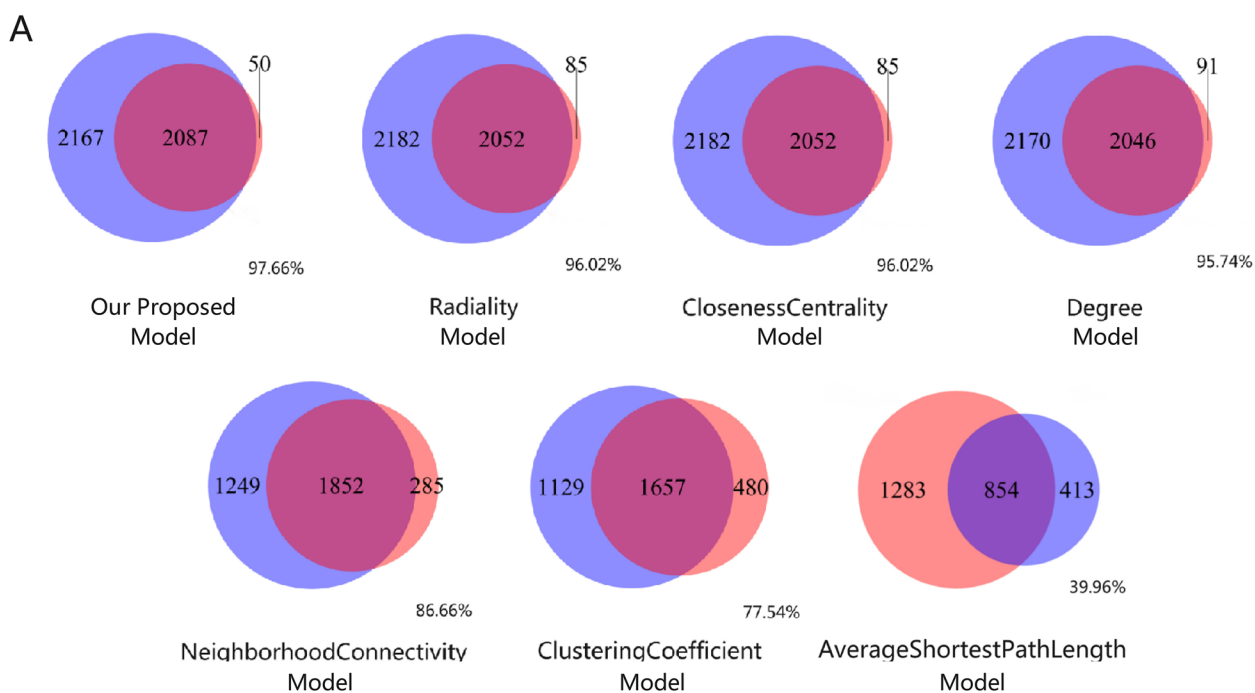 A
50 85 85 91
2167 2087 2182 2052 2182 2052 2170 2046
97.66% 96.02% 96.02% 95.74%
Our Proposed Radiality ClosenessCentrality Degree
Model Model Model Model
1249 1852 285 1129 1657 480 1283 854 413
86.66% 77.54% 39.96%
NeighborhoodConnectivity ClusteringCoefficient AverageShortestPathLength
Model Model Model